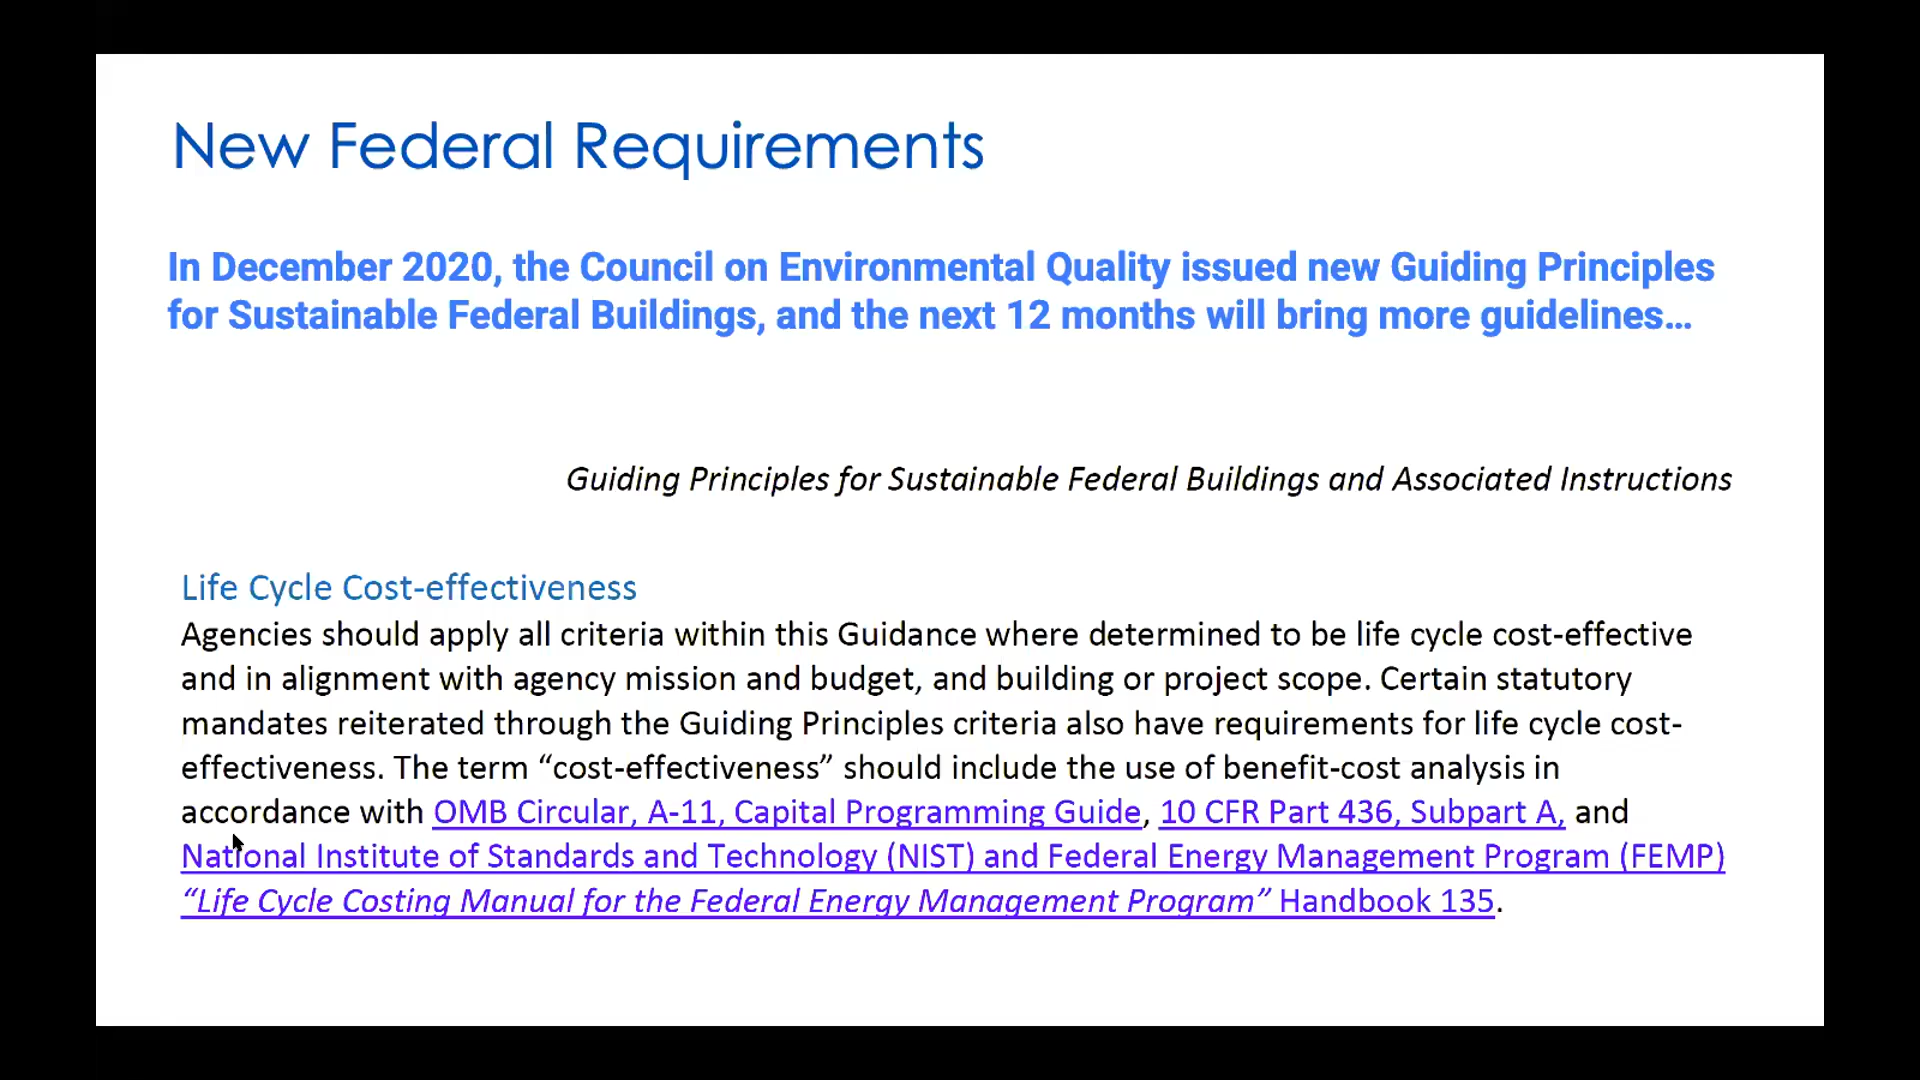 New Federal Requirements
In December 2020, the Council on Environmental Quality issued new Guiding Principles
for Sustainable Federal Buildings, and the next 12 months will bring more guidelines…
Guiding Principles for Sustainable Federal Buildings and Associated Instructions
Life Cycle Cost-effectiveness
Agencies should apply all criteria within this Guidance where determined to be life cycle cost-effective
and in alignment with agency mission and budget, and building or project scope. Certain statutory
mandates reiterated through the Guiding Principles criteria also have requirements for life cycle cost-
effectiveness. The term “cost-effectiveness” should include the use of benefit-cost analysis in
accordance with OMB Circular, A-11, Capital Programming Guide, 10 CFR Part 436, Subpart A, and
National Institute of Standards and Technology (NIST) and Federal Energy Management Program (FEMP)
“Life Cycle Costing Manual for the Federal Energy Management Program” Handbook 135.